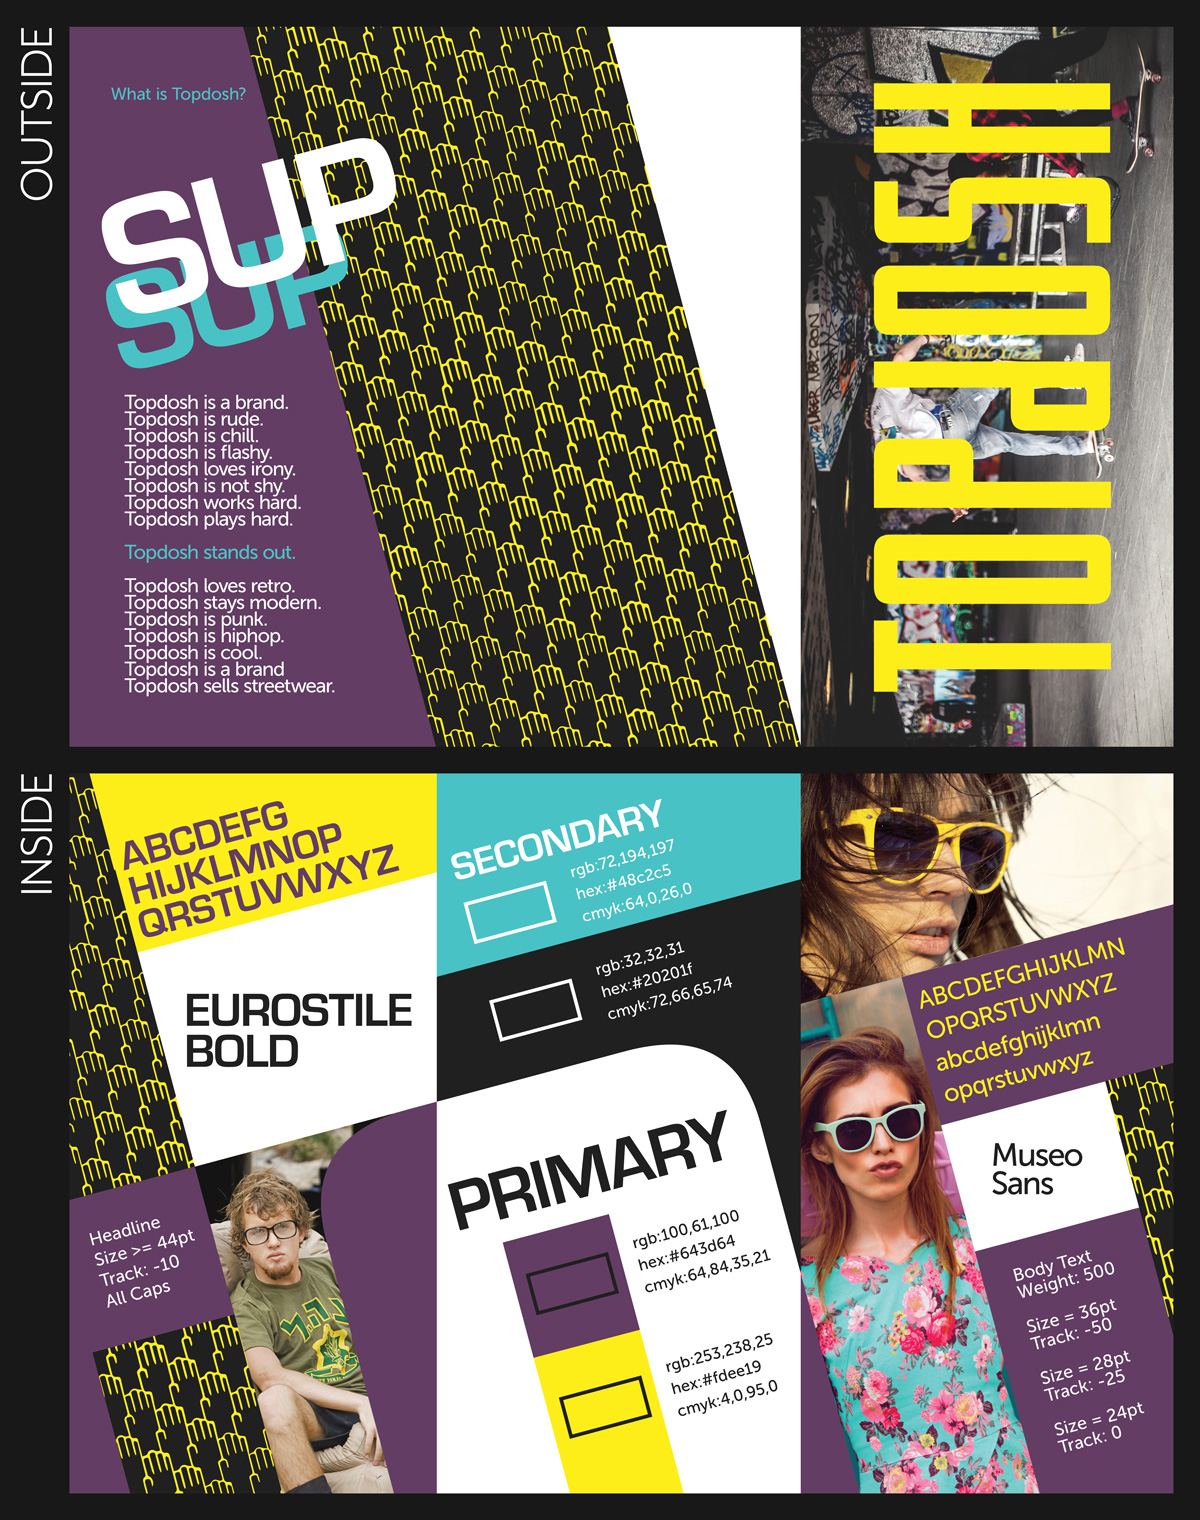 OUTSIDE
What is Topdosh?
SUP
SUP
Topdosh is a brand.
Topdosh is rude.
Topdosh is chill.
Topdosh is flashy.
Topdosh loves irony.
Topdosh is not shy.
Topdosh works hard.
Topdosh plays hard.
Topdosh stands out.
Topdosh loves retro.
Topdosh stays modern.
Topdosh is punk.
Topdosh is hiphop.
Topdosh is cool.
Topdosh is a brand
Topdosh sells streetwear.
TOPDOSH
INSIDE
ABCDEFG
HIJKLMNOP
QRSTUVWXYZ
EUROSTILE
BOLD
Headline
Size >= 44pt
Track: -10
All Caps
SECONDARY
rgb:72,194,197
hex:#48c2c5
cmyk:64,0,26,0
rgb:32,32,31
hex:#20201f
cmyk:72,66,65,74
PRIMARY
rgb:100,61,100
hex:#643d64
cmyk:64,84,35,21
rgb:253,238,25
hex:#fdee19
cmyk:4,0,95,0
ABCDEFGHIJKLMN
OPQRSTUVWXYZ
abcdefghijklmn
opqrstuvwxyz
Museo
Sans
Body Text
Weight: 500
Size = 36pt
Track: -50
Size = 28pt
Track: -25
Size = 24pt
Track: 0